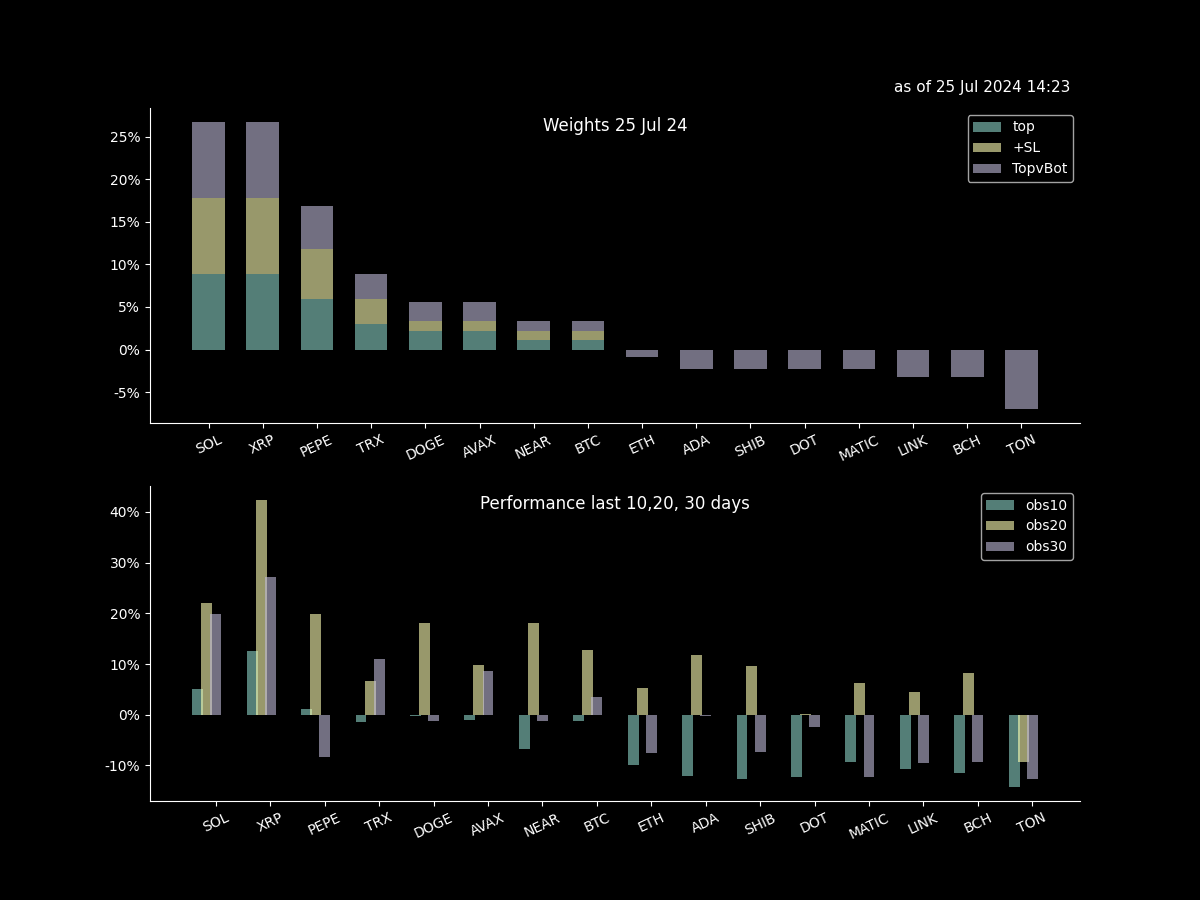 as of 25 Jul 2024 14:23
Weights 25 Jul 24
top
+SL
TopvBot
25%
20%
15%
10%
5%
0%
-5%
SOL XRP PEPE TRX DOGE AVAX NEAR BTC ETH ADA SHIB DOT MATIC LINK BCH TON
Performance last 10,20, 30 days
obs10
obs20
obs30
40%
30%
20%
10%
0%
-10%
SOL XRP PEPE TRX DOGE AVAX NEAR BTC ETH ADA SHIB DOT MATIC LINK BCH TON